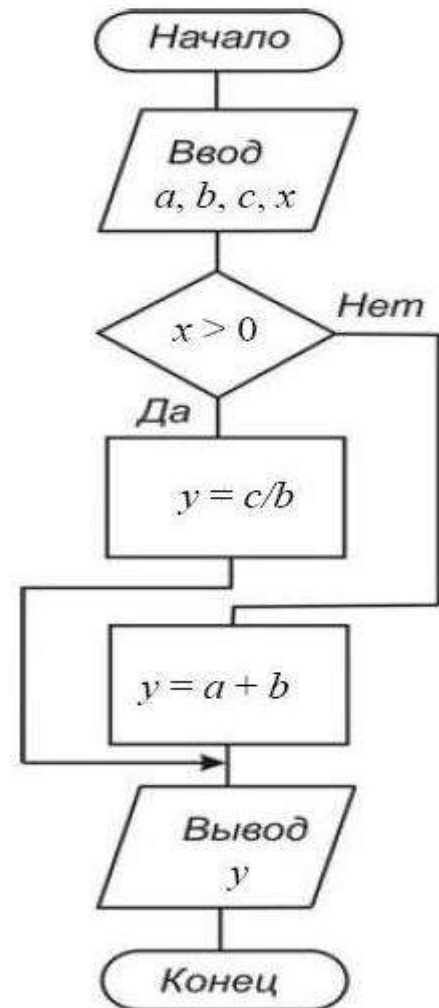 Начало
Ввод
a, b, c, x
x > 0
Нет
Да
y = c/b
y = a + b
Вывод
y
Конец